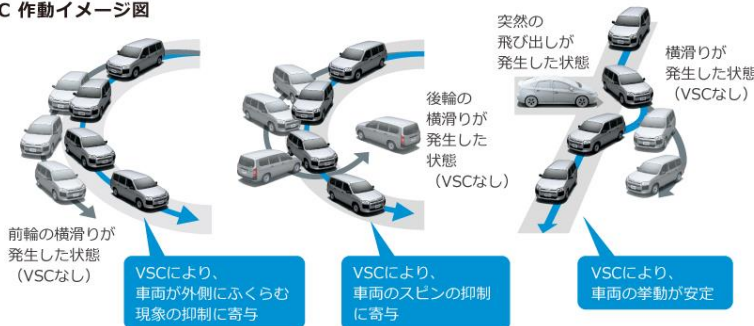 C 作動イメージ図
前輪の横滑りが
発生した状態
（VSCなし）
VSCにより、
車両が外側にふくらむ
現象の抑制に寄与
後輪の
横滑りが
発生した
状態
（VSCなし）
VSCにより、
車両のスピンの抑制
に寄与
突然の
飛び出しが
発生した状態
横滑りが
発生した状態
（VSCなし）
VSCにより、
車両の挙動が安定